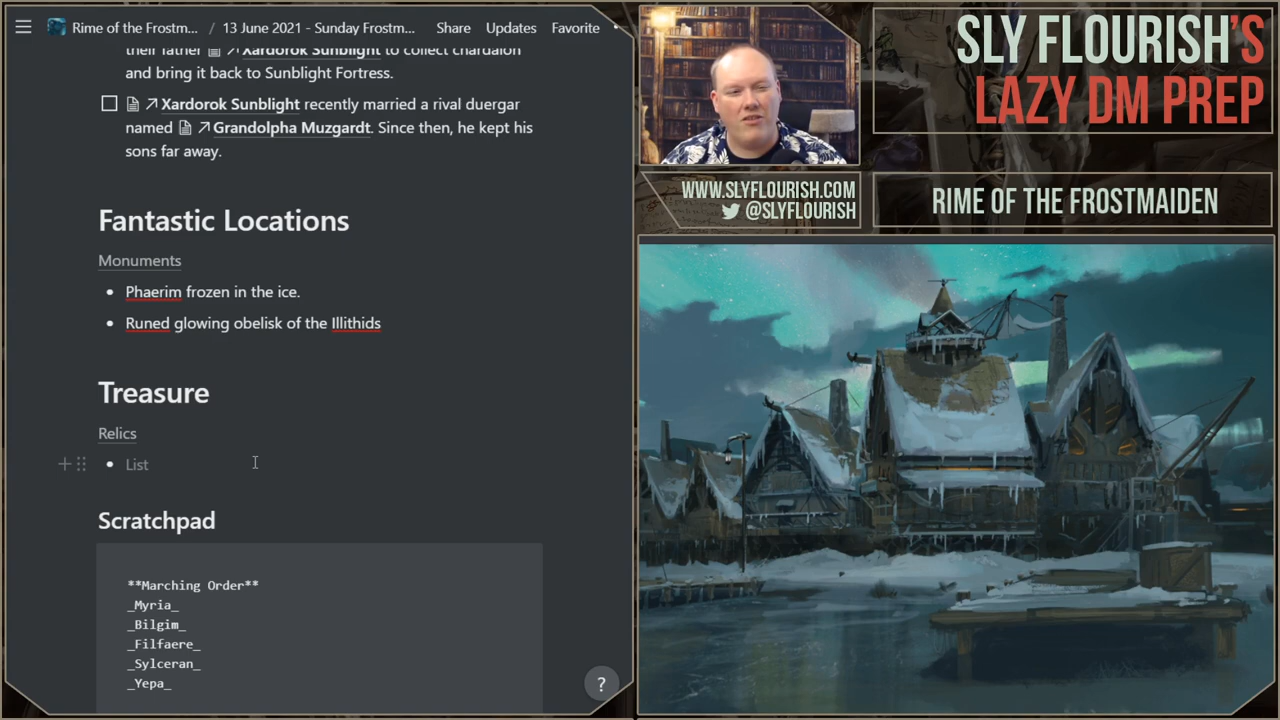 Rime of the Frostm... / 13 June 2021 - Sunday Frostm... Share Updates Favorite
their father ↗Xardorok Sunblight to collect chardalon
and bring it back to Sunblight Fortress.
↗Xardorok Sunblight recently married a rival duergar
named ↗Grandolpha Muzgardt. Since then, he kept his
sons far away.
Fantastic Locations
Monuments
• Phaerim frozen in the ice.
• Runed glowing obelisk of the Illithids
Treasure
Relics
• List
Scratchpad
**Marching Order**
_Myria_
_Bilgim_
_Filfaere_
_Sylceran_
_Yepa_
?
SLY FLOURISH'S
LAZY DM PREP
WWW.SLYFLOURISH.COM
@SLYFLOURISH
RIME OF THE FROSTMAIDEN